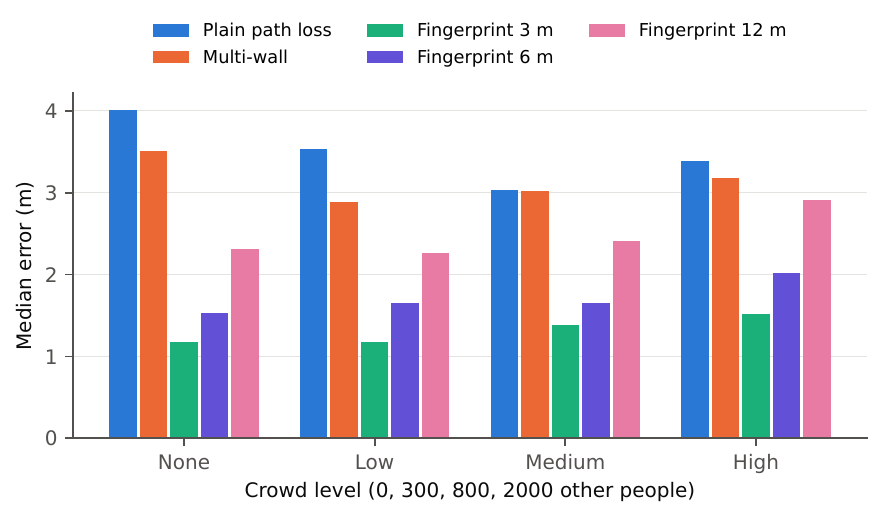 Plain path loss
Multi-wall
Fingerprint 3 m
Fingerprint 6 m
Fingerprint 12 m
Median error (m)
4
3
2
1
0
None Low Medium High
Crowd level (0, 300, 800, 2000 other people)